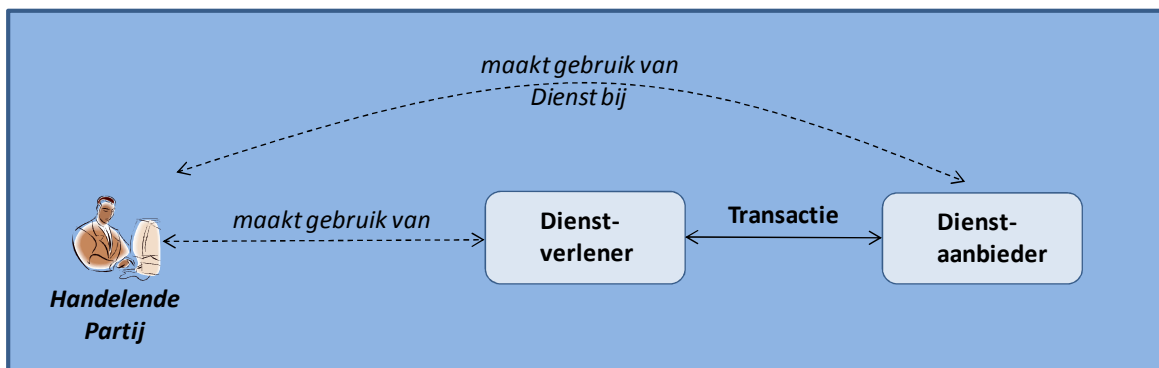 maakt gebruik van
Dienst bij
maakt gebruik van
Dienst-
verlener
Transactie
Dienst-
aanbieder
Handelende
Partij